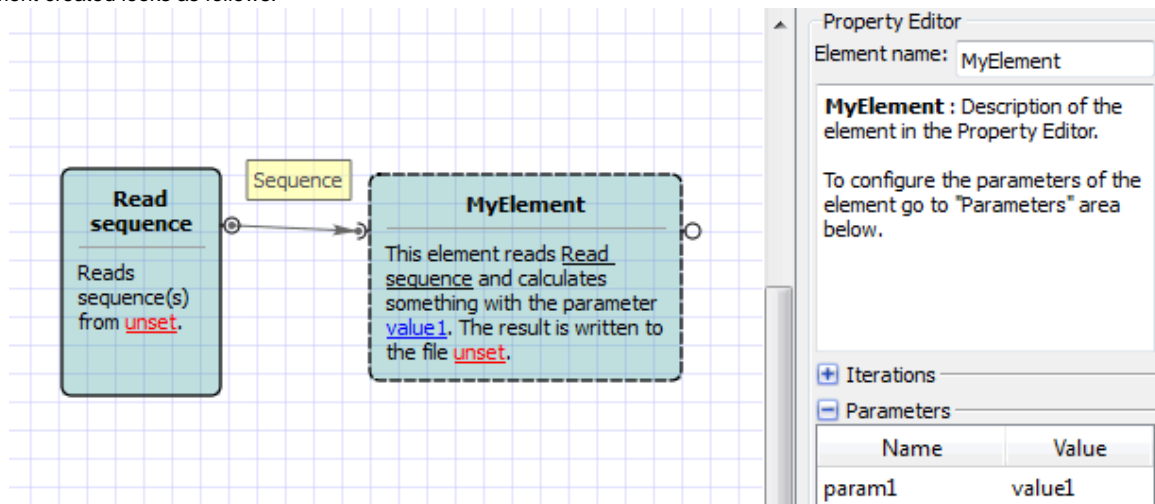 Read
sequence
Reads
sequence(s)
from unset.
Sequence
MyElement
This element reads Read
sequence and calculates
something with the parameter
value1. The result is written to
the file unset.
Property Editor
Element name: MyElement
MyElement : Description of the
element in the Property Editor.
To configure the parameters of the
element go to "Parameters" area
below.
Iterations
Parameters
Name Value
param1 value1